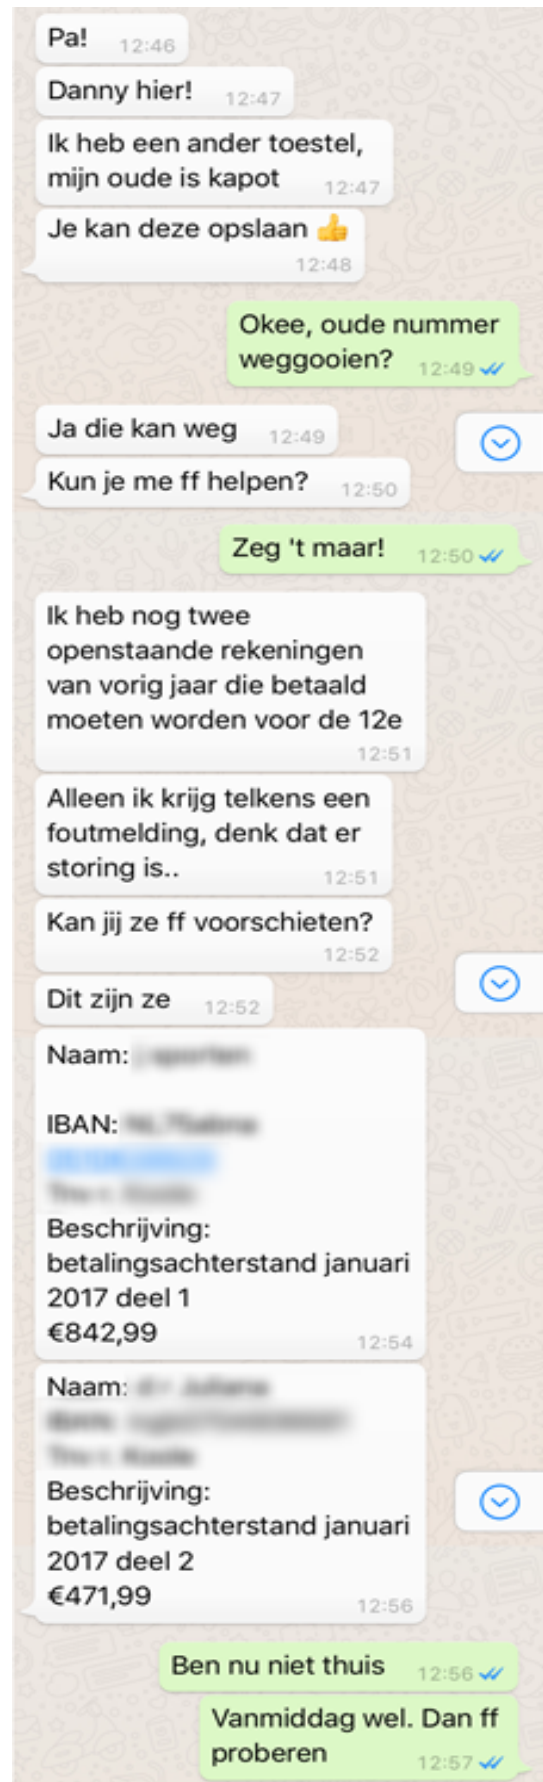 Pa! 12:46
Danny hier! 12:47
Ik heb een ander toestel,
mijn oude is kapot 12:47
Je kan deze opslaan 👍
12:48
Okee, oude nummer
weggooien? 12:49
Ja die kan weg 12:49
Kun je me ff helpen? 12:50
Zeg 't maar! 12:50
Ik heb nog twee
openstaande rekeningen
van vorig jaar die betaald
moeten worden voor de 12e
12:51
Alleen ik krijg telkens een
foutmelding, denk dat er
storing is.. 12:51
Kan jij ze ff voorschieten?
12:52
Dit zijn ze 12:52
Naam:
IBAN:
Beschrijving:
betalingsachterstand januari
2017 deel 1
€842,99 12:54
Naam:
Beschrijving:
betalingsachterstand januari
2017 deel 2
€471,99 12:56
Ben nu niet thuis 12:56
Vanmiddag wel. Dan ff
proberen 12:57